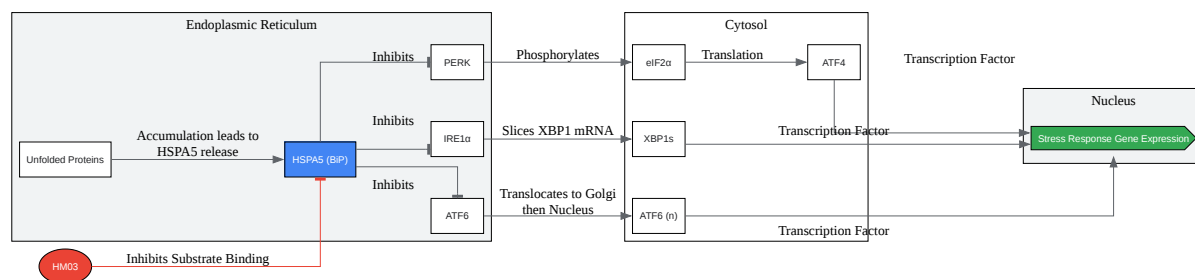 Endoplasmic Reticulum
Cytosol
Inhibits
PERK
Phosphorylates
eIF2α
Translation
ATF4
Transcription Factor
Nucleus
Accumulation leads to
HSPA5 release
Inhibits
IRE1α
Slices XBP1 mRNA
XBP1s
Transcription Factor
Stress Response Gene Expression
Unfolded Proteins
HSPA5 (BiP)
Inhibits
ATF6
Translocates to Golgi
then Nucleus
ATF6 (n)
Transcription Factor
HM03
Inhibits Substrate Binding